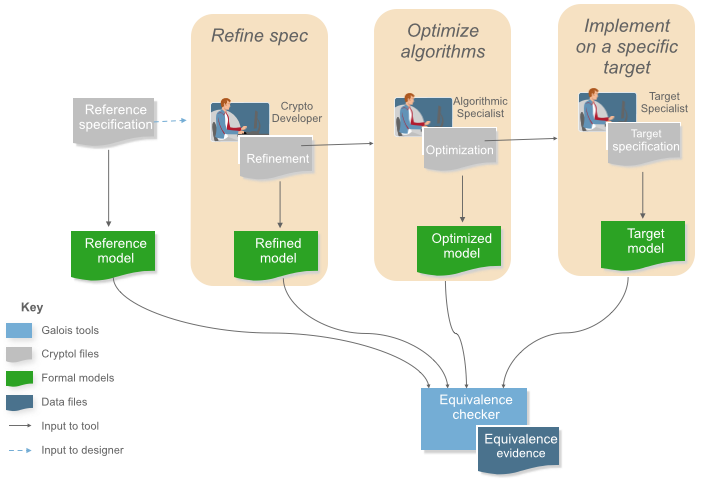 Refine spec
Optimize
algorithms
Implement
on a specific
target
Reference
specification
Crypto
Developer
Refinement
Algorithmic
Specialist
Optimization
Target
Specialist
Target
specification
Reference
model
Refined
model
Optimized
model
Target
model
Key
Galois tools
Cryptol files
Formal models
Data files
Input to tool
Input to designer
Equivalence
checker
Equivalence
evidence